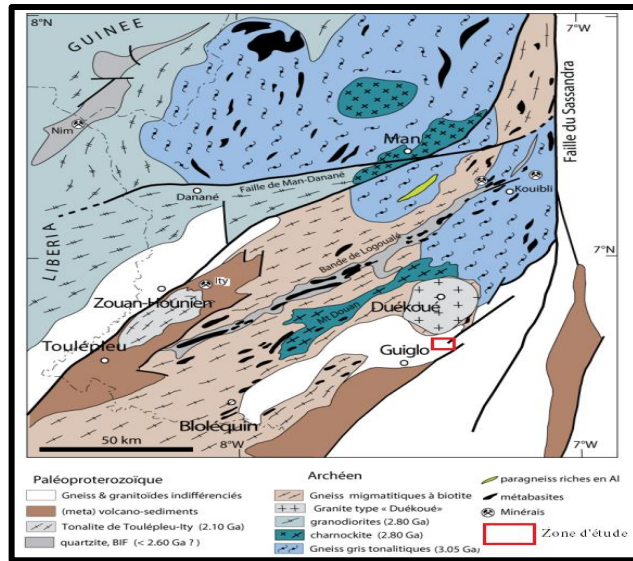 8°N
7°W
GUINEE
Nim
Man
Faille du Sassandra
Faille de Man-Danané
Danané
Kouibli
LIBERIA
7°N
Bande de Logoualé
Ity
Zouan-Hounien
Mt Douan
Duékoué
Toulépleu
Guiglo
Bloléquin
50 km
8°W
7°W
Paléoproterozoïque
Gneiss & granitoïdes indifférenciés
(meta) volcano-sediments
Tonalite de Toulépleu-Ity (2.10 Ga)
quartzite, BIF (< 2.60 Ga ?)
Archéen
Gneiss migmatitiques à biotite
Granite type « Duékoué»
granodiorites (2.80 Ga)
charnockite (2.80 Ga)
Gneiss gris tonalitiques (3.05 Ga)
paragneiss riches en Al
métabasites
Minérais
Zone d'étude